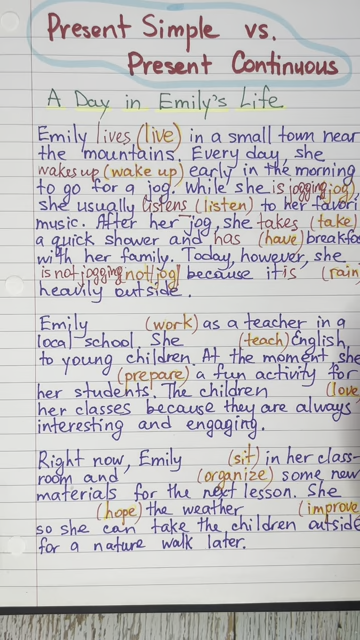 Present Simple vs.
Present Continuous
A Day in Emily's Life
Emily lives (live) in a small town near
the mountains. Every day, she
wakes up (wake up) early in the morning
to go for a jog. While she is jogging (jog),
she usually listens (listen) to her favori
music. After her jog, she takes (take)
a quick shower and has (have) breakfa
with her family. Today, however, she
is not jogging (not jog) because it is (rain
heavily outside.
Emily (work) as a teacher in a
local school. She (teach) English
to young children. At the moment, she
(prepare) a fun activity for
her students. The children (love
her classes because they are always
interesting and engaging.
Right now, Emily (sit) in her class-
room and (organize) some new
materials for the next lesson. She
(hope) the weather (improve
so she can take the children outside
for a nature walk later.